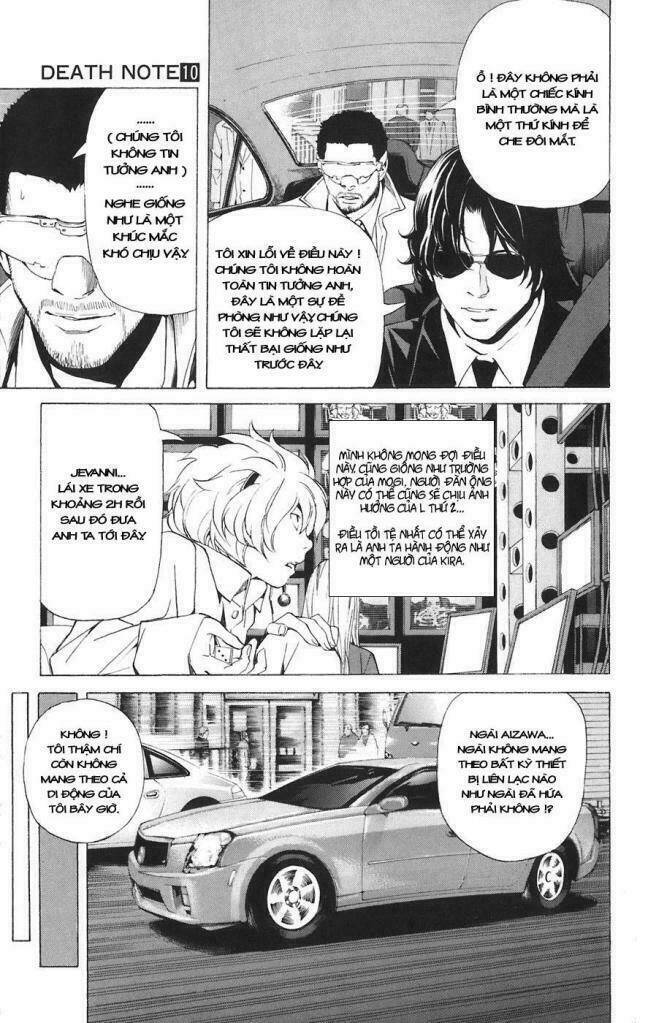 DEATH NOTE 10
Ồ ! ĐÂY KHÔNG PHẢI
LÀ MỘT CHIẾC KÍNH
BÌNH THƯỜNG MÀ LÀ
MỘT THỨ KÍNH ĐỂ
CHE ĐÔI MẮT.
TÔI XIN LỖI VỀ ĐIỀU NÀY !
CHÚNG TÔI KHÔNG HOÀN
TOÀN TIN TƯỞNG ANH,
ĐÂY LÀ MỘT SỰ ĐỀ
PHÒNG NHƯ VẬY,CHÚNG
TÔI SẼ KHÔNG LẶP LẠI
THẤT BẠI GIỐNG NHƯ
TRƯỚC ĐÂY.
......
( CHÚNG TÔI
KHÔNG TIN
TƯỞNG ANH )
......
NGHE GIỐNG
NHƯ LÀ MỘT
KHÚC MẮC
KHÓ CHỊU VẬY.
MÌNH KHÔNG MONG ĐỢI ĐIỀU
NÀY. CŨNG GIỐNG NHƯ TRƯỜNG
HỢP CỦA MOGI, NGƯỜI ĐÀN ÔNG
NÀY CÓ THỂ CŨNG SẼ CHỊU ẢNH
HƯỞNG CỦA L THỨ 2...
ĐIỀU TỒI TỆ NHẤT CÓ THỂ XẢY
RA LÀ ANH TA HÀNH ĐỘNG NHƯ
MỘT NGƯỜI CỦA KIRA.
JEVANNI...
LÁI XE TRONG
KHOẢNG 2H RỒI
SAU ĐÓ ĐƯA
ANH TA TỚI ĐÂY.
NGÀI AIZAWA...
NGÀI KHÔNG MANG
THEO BẤT KỲ THIẾT
BỊ LIÊN LẠC NÀO
NHƯ NGÀI ĐÃ HỨA
PHẢI KHÔNG !?
KHÔNG !
TÔI THẬM CHÍ
CÒN KHÔNG
MANG THEO CẢ
DI ĐỘNG CỦA
TÔI BÂY GIỜ.